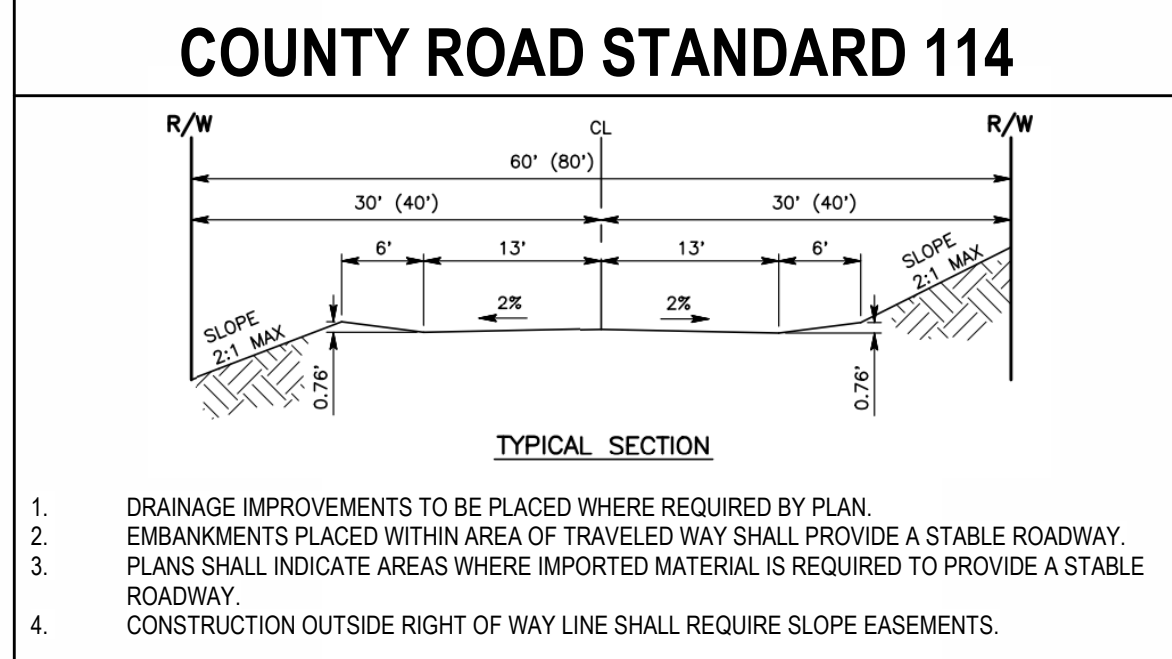 COUNTY ROAD STANDARD 114
R/W
CL
R/W
60' (80')
30' (40')
30' (40')
6'
13'
13'
6'
SLOPE
2:1 MAX
2%
2%
SLOPE
2:1 MAX
0.76'
0.76'
TYPICAL SECTION
1. DRAINAGE IMPROVEMENTS TO BE PLACED WHERE REQUIRED BY PLAN.
2. EMBANKMENTS PLACED WITHIN AREA OF TRAVELED WAY SHALL PROVIDE A STABLE ROADWAY.
3. PLANS SHALL INDICATE AREAS WHERE IMPORTED MATERIAL IS REQUIRED TO PROVIDE A STABLE
ROADWAY.
4. CONSTRUCTION OUTSIDE RIGHT OF WAY LINE SHALL REQUIRE SLOPE EASEMENTS.